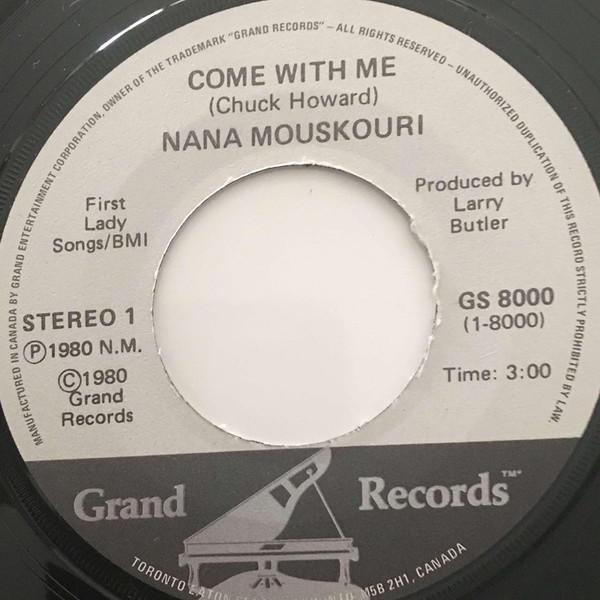 MANUFACTURED IN CANADA BY GRAND ENTERTAINMENT CORPORATION, OWNER OF THE TRADEMARK "GRAND RECORDS" – ALL RIGHTS RESERVED – UNAUTHORIZED DUPLICATION OF THIS RECORD STRICTLY PROHIBITED BY LAW.
COME WITH ME
(Chuck Howard)
NANA MOUSKOURI
First
Lady
Songs/BMI
Produced by
Larry
Butler
STEREO 1
Ⓟ1980 N.M.
©1980
Grand
Records
GS 8000
(1-8000)
Time: 3:00
Grand Records™
TORONTO EATON M5B 2H1, CANADA